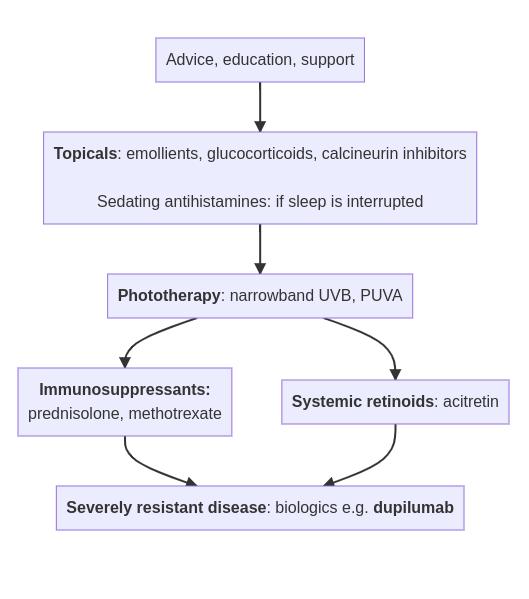 Advice, education, support
Topicals: emollients, glucocorticoids, calcineurin inhibitors
Sedating antihistamines: if sleep is interrupted
Phototherapy: narrowband UVB, PUVA
Immunosuppressants:
prednisolone, methotrexate
Systemic retinoids: acitretin
Severely resistant disease: biologics e.g. dupilumab